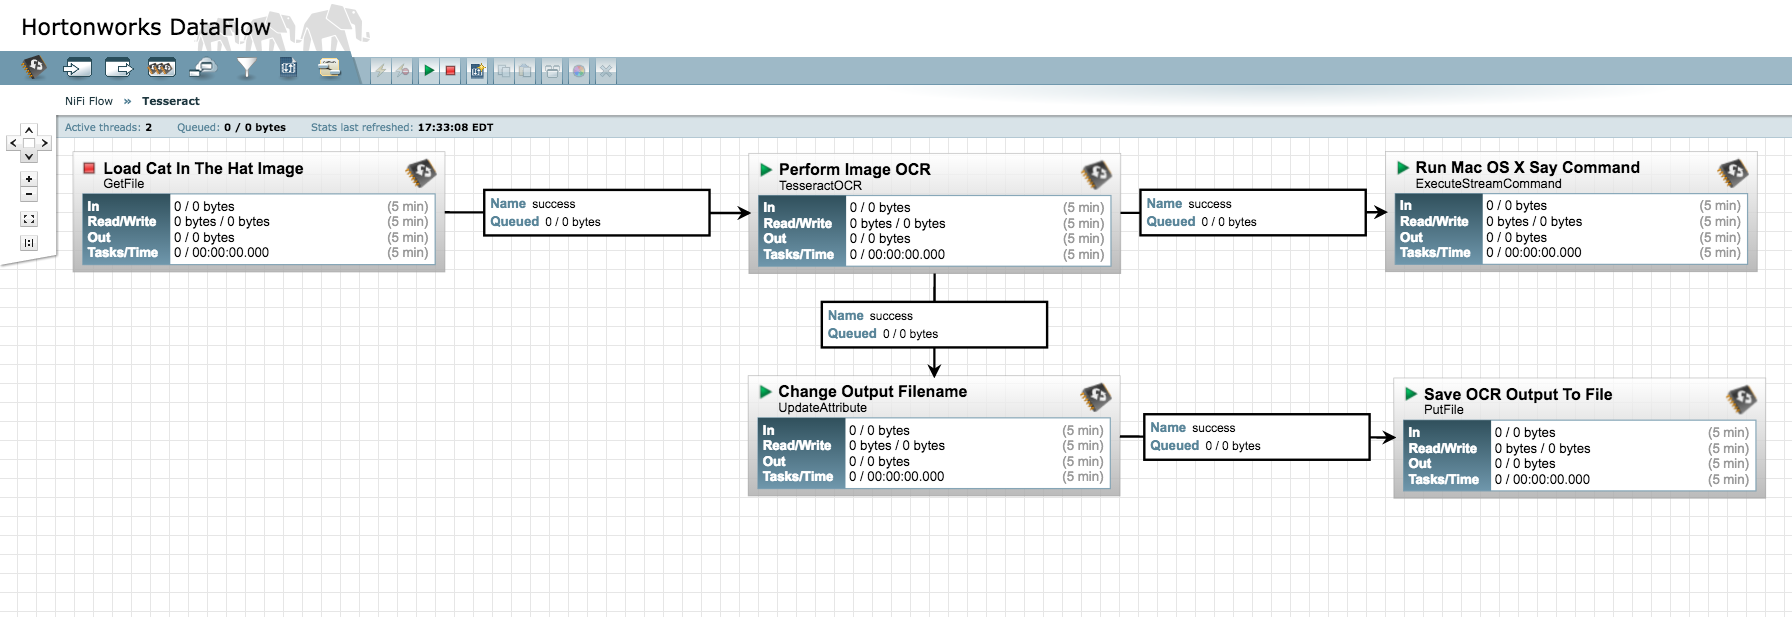 Hortonworks DataFlow
NiFi Flow » Tesseract
Active threads: 2 Queued: 0 / 0 bytes Stats last refreshed: 17:33:08 EDT
Load Cat In The Hat Image
GetFile
In 0 / 0 bytes (5 min)
Read/Write 0 bytes / 0 bytes (5 min)
Out 0 / 0 bytes (5 min)
Tasks/Time 0 / 00:00:00.000 (5 min)
Name success
Queued 0 / 0 bytes
Perform Image OCR
TesseractOCR
In 0 / 0 bytes (5 min)
Read/Write 0 bytes / 0 bytes (5 min)
Out 0 / 0 bytes (5 min)
Tasks/Time 0 / 00:00:00.000 (5 min)
Name success
Queued 0 / 0 bytes
Run Mac OS X Say Command
ExecuteStreamCommand
In 0 / 0 bytes (5 min)
Read/Write 0 bytes / 0 bytes (5 min)
Out 0 / 0 bytes (5 min)
Tasks/Time 0 / 00:00:00.000 (5 min)
Name success
Queued 0 / 0 bytes
Change Output Filename
UpdateAttribute
In 0 / 0 bytes (5 min)
Read/Write 0 bytes / 0 bytes (5 min)
Out 0 / 0 bytes (5 min)
Tasks/Time 0 / 00:00:00.000 (5 min)
Name success
Queued 0 / 0 bytes
Save OCR Output To File
PutFile
In 0 / 0 bytes (5 min)
Read/Write 0 bytes / 0 bytes (5 min)
Out 0 / 0 bytes (5 min)
Tasks/Time 0 / 00:00:00.000 (5 min)